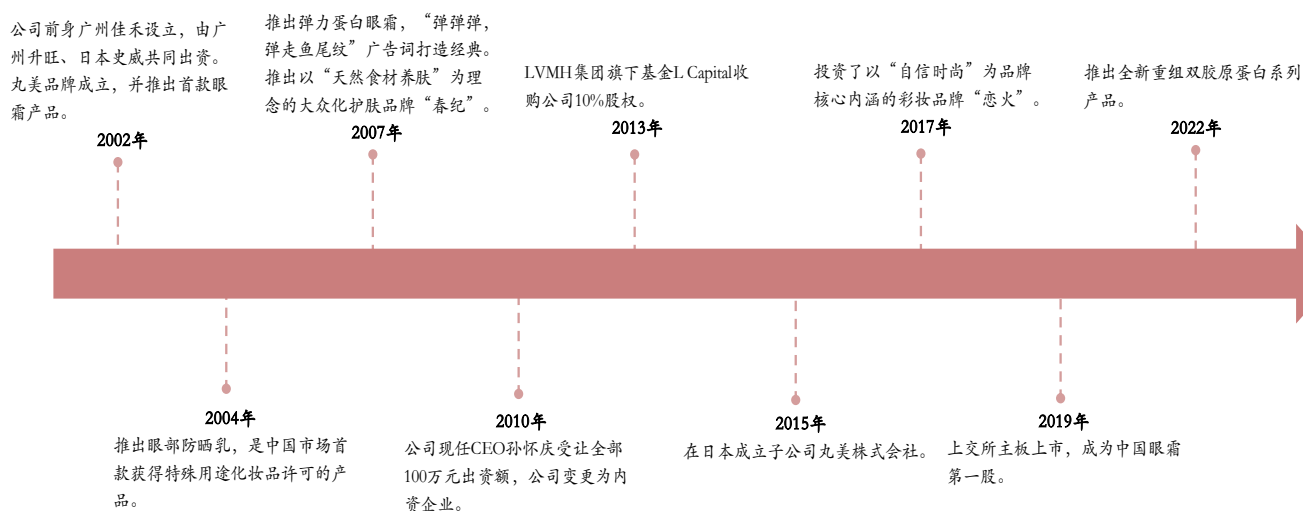 公司前身广州佳禾设立，由广
州升旺、日本史威共同出资。
丸美品牌成立，并推出首款眼
霜产品。
2002年
推出弹力蛋白眼霜，“弹弹弹，
弹走鱼尾纹”广告词打造经典。
推出以“天然食材养肤”为理
念的大众化护肤品牌“春纪”。
2007年
LVMH集团旗下基金L Capital收
购公司10%股权。
2013年
投资了以“自信时尚”为品牌
核心内涵的彩妆品牌“恋火”。
2017年
推出全新重组双胶原蛋白系列
产品。
2022年
2004年
推出眼部防晒乳，是中国市场首
款获得特殊用途化妆品许可的产
品。
2010年
公司现任CEO孙怀庆受让全部
100万元出资额，公司变更为内
资企业。
2015年
在日本成立子公司丸美株式会社。
2019年
上交所主板上市，成为中国眼霜
第一股。